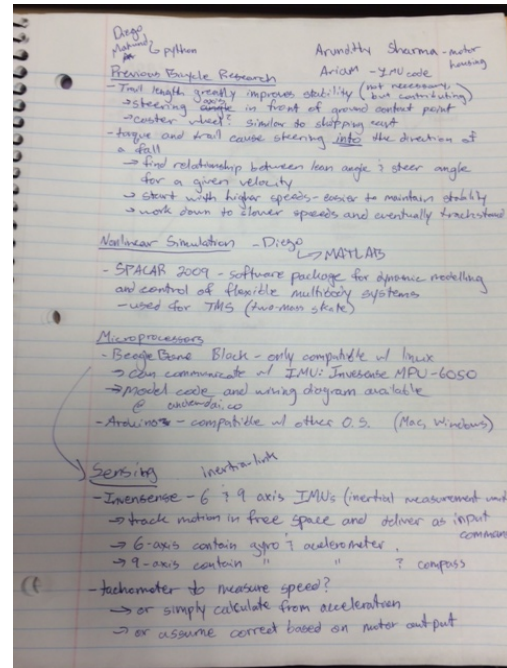 Diego
python
Arundithy Sharma - motor housing
Ariam - IMU code
Previous Bicycle Research
- Trail length greatly improves stability (not necessary, but contributing)
→ steering axis in front of ground contact point
→ caster wheel? similar to shopping cart
- torque and trail cause steering into the direction of
a fall
→ find relationship between lean angle & steer angle
for a given velocity
→ start with higher speeds - easier to maintain stability
→ work down to slower speeds and eventually trackstand
Nonlinear Simulation - Diego
↳ MATLAB
- SPACAR 2009 - software package for dynamic modelling
and control of flexible multibody systems
- used for TMS (two-mass skate)
Microprocessors
- BeagleBone Black - only compatible w/ linux
→ can communicate w/ IMU: Invensense MPU-6050
→ model code and wiring diagram available
@
- Arduino - compatible w/ other O.S. (Mac, Windows)
Sensing
inertia link
- Invensense - 6 & 9 axis IMUs (inertial measurement unit
→ track motion in free space and deliver as input
command
→ 6-axis contain gyro & accelerometer
→ 9-axis contain " " & compass
- tachometer to measure speed?
→ or simply calculate from acceleration
→ or assume correct based on motor output